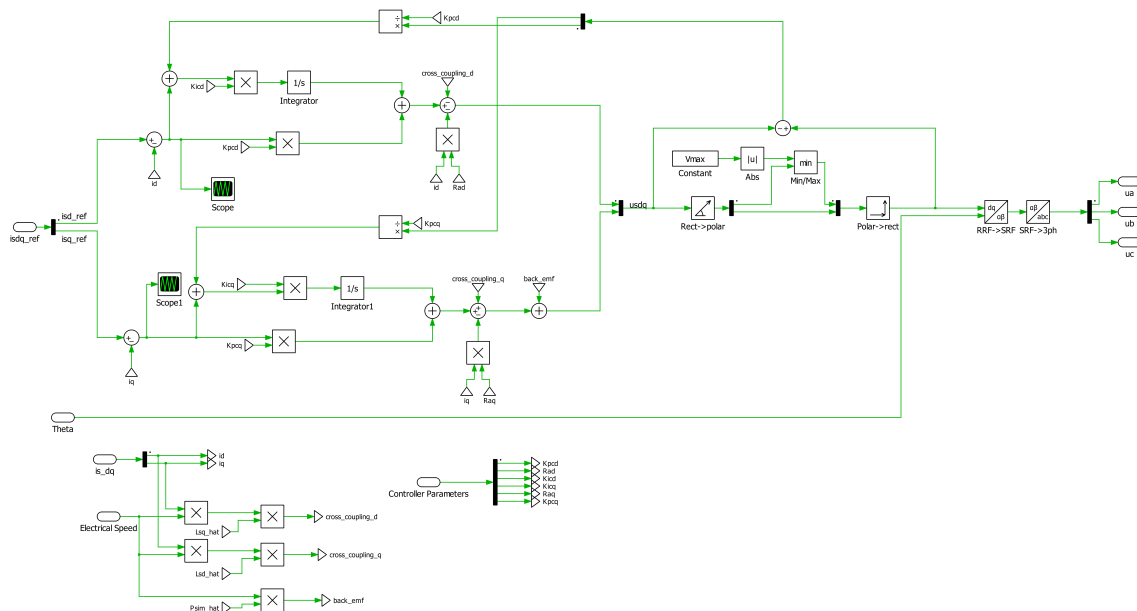 Kpcd
÷
×
cross_coupling_d
Kicd
1/s
Integrator
Kpcd
id
id
Rad
Scope
Vmax
Constant
|u|
Abs
min
Min/Max
isd_ref
isq_ref
isdq_ref
Kpcq
÷
×
usdq
Rect->polar
Polar->rect
dq
αβ
RRF->SRF
αβ
abc
SRF->3ph
ua
ub
uc
Scope1
Kicq
1/s
Integrator1
cross_coupling_q
back_emf
Kpcq
iq
iq
Raq
Theta
is_dq
id
iq
Controller Parameters
Kpcd
Rad
Kicd
Kicq
Raq
Kpcq
Electrical Speed
Lsq_hat
cross_coupling_d
Lsd_hat
cross_coupling_q
Psim_hat
back_emf